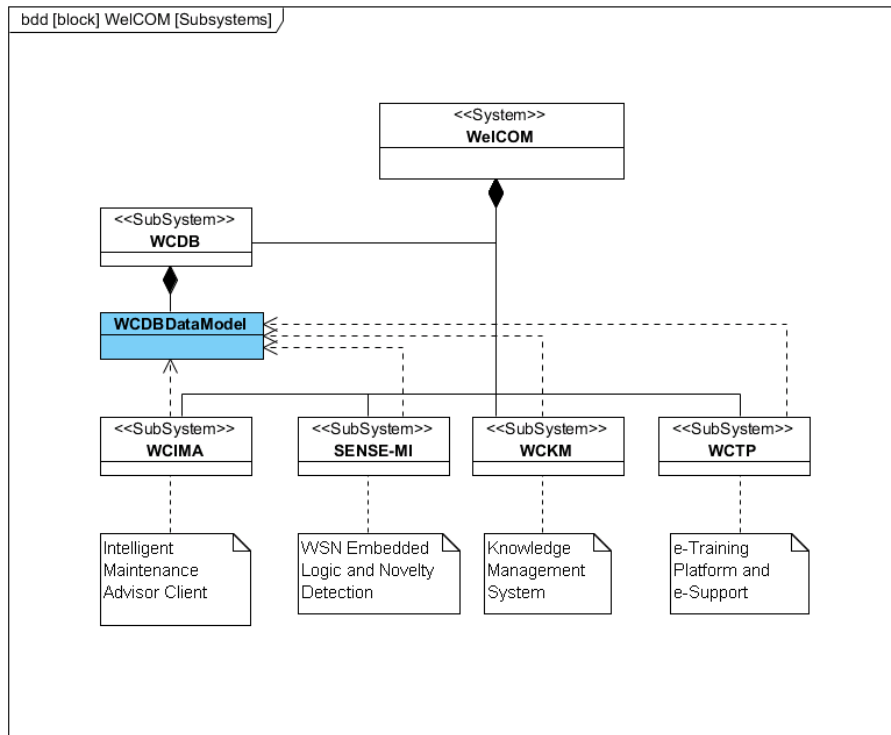 bdd [block] WelCOM [Subsystems]
<<System>>
WelCOM
<<SubSystem>>
WCDB
WCDBDataModel
<<SubSystem>>
WCIMA
<<SubSystem>>
SENSE-MI
<<SubSystem>>
WCKM
<<SubSystem>>
WCTP
Intelligent
Maintenance
Advisor Client
WSN Embedded
Logic and Novelty
Detection
Knowledge
Management
System
e-Training
Platform and
e-Support